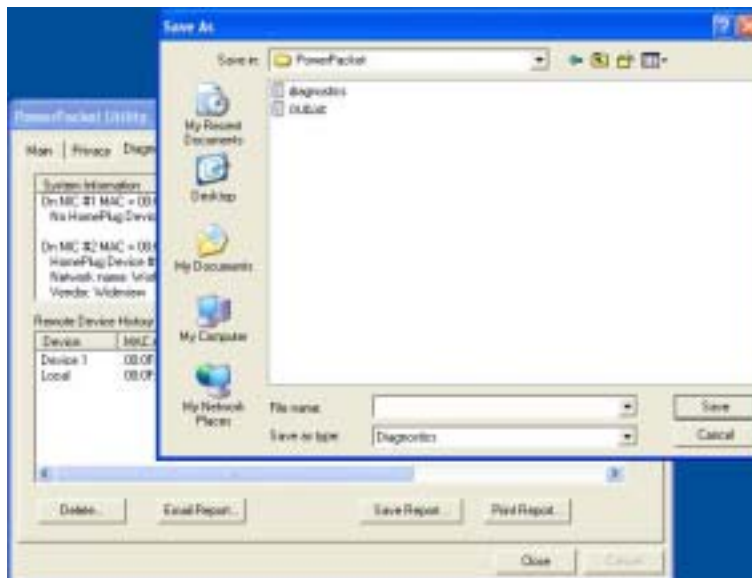 Save As
Save in: PowerPacket
diagnostics
My Recent
Documents
Desktop
My Documents
My Computer
My Network
Places
File name:
Save as type: Diagnostics
Save
Cancel
PowerPacket Utility
Main Privacy
System Information
On NIC #1 MAC = 00:
No HomePlug
On NIC #2 MAC = 00:
HomePlug Device #
Network name:
Vendor: Wideview
Remote Device History
Device MAC
Device 1 00:0F:
Local 00:0F:
Delete...
Email Report...
Save Report...
Print Report...
Close
Cancel